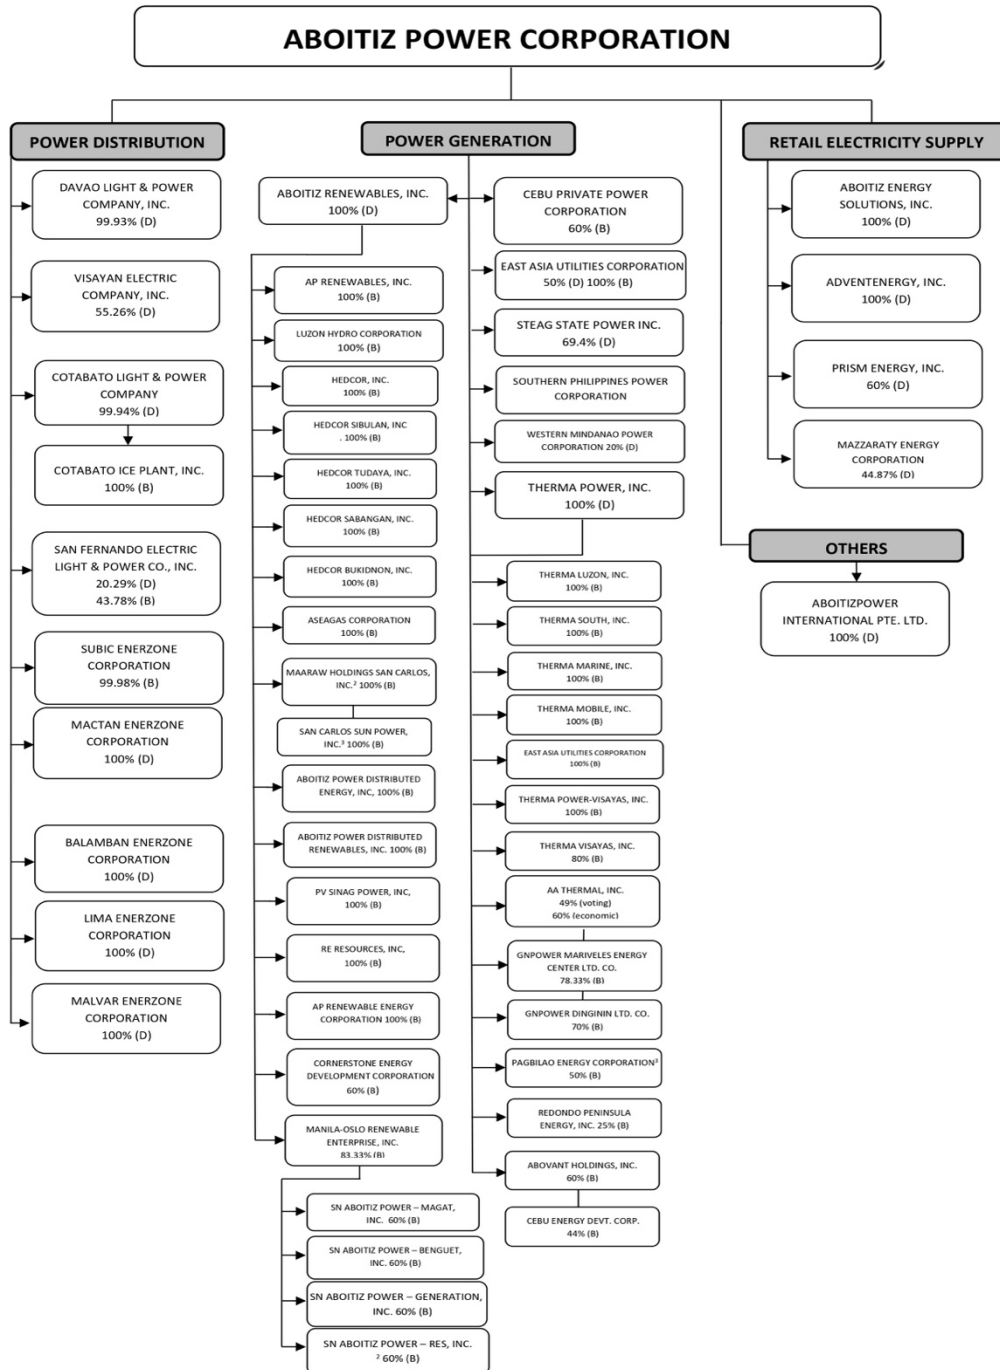 ABOITIZ POWER CORPORATION
POWER DISTRIBUTION
DAVAO LIGHT & POWER
COMPANY, INC.
99.93% (D)
VISAYAN ELECTRIC
COMPANY, INC.
55.26% (D)
COTABATO LIGHT & POWER
COMPANY
99.94% (D)
COTABATO ICE PLANT, INC.
100% (B)
SAN FERNANDO ELECTRIC
LIGHT & POWER CO., INC.
20.29% (D)
43.78% (B)
SUBIC ENERZONE
CORPORATION
99.98% (B)
MACTAN ENERZONE
CORPORATION
100% (D)
BALAMBAN ENERZONE
CORPORATION
100% (D)
LIMA ENERZONE
CORPORATION
100% (D)
MALVAR ENERZONE
CORPORATION
100% (D)
POWER GENERATION
ABOITIZ RENEWABLES, INC.
100% (D)
AP RENEWABLES, INC.
100% (B)
LUZON HYDRO CORPORATION
100% (B)
HEDCOR, INC.
100% (B)
HEDCOR SIBULAN, INC
. 100% (B)
HEDCOR TUDAYA, INC.
100% (B)
HEDCOR SABANGAN, INC.
100% (B)
HEDCOR BUKIDNON, INC.
100% (B)
ASEAGAS CORPORATION
100% (B)
MAARAW HOLDINGS SAN CARLOS,
INC.² 100% (B)
SAN CARLOS SUN POWER,
INC.³ 100% (B)
ABOITIZ POWER DISTRIBUTED
ENERGY, INC, 100% (B)
ABOITIZ POWER DISTRIBUTED
RENEWABLES, INC. 100% (B)
PV SINAG POWER, INC,
100% (B)
RE RESOURCES, INC,
100% (B)
AP RENEWABLE ENERGY
CORPORATION 100% (B)
CORNERSTONE ENERGY
DEVELOPMENT CORPORATION
60% (B)
MANILA-OSLO RENEWABLE
ENTERPRISE, INC.
83.33% (B)
SN ABOITIZ POWER – MAGAT,
INC. 60% (B)
SN ABOITIZ POWER – BENGUET,
INC. 60% (B)
SN ABOITIZ POWER – GENERATION,
INC. 60% (B)
SN ABOITIZ POWER – RES, INC.
² 60% (B)
CEBU PRIVATE POWER
CORPORATION
60% (B)
EAST ASIA UTILITIES CORPORATION
50% (D) 100% (B)
STEAG STATE POWER INC.
69.4% (D)
SOUTHERN PHILIPPINES POWER
CORPORATION
WESTERN MINDANAO POWER
CORPORATION 20% (D)
THERMA POWER, INC.
100% (D)
THERMA LUZON, INC.
100% (B)
THERMA SOUTH, INC.
100% (B)
THERMA MARINE, INC.
100% (B)
THERMA MOBILE, INC.
100% (B)
EAST ASIA UTILITIES CORPORATION
100% (B)
THERMA POWER-VISAYAS, INC.
100% (B)
THERMA VISAYAS, INC.
80% (B)
AA THERMAL, INC.
49% (voting)
60% (economic)
GNPOWER MARIVELES ENERGY
CENTER LTD. CO.
78.33% (B)
GNPOWER DINGININ LTD. CO.
70% (B)
PAGBILAO ENERGY CORPORATION³
50% (B)
REDONDO PENINSULA
ENERGY, INC. 25% (B)
ABOVANT HOLDINGS, INC.
60% (B)
CEBU ENERGY DEVT. CORP.
44% (B)
RETAIL ELECTRICITY SUPPLY
ABOITIZ ENERGY
SOLUTIONS, INC.
100% (D)
ADVENTENERGY, INC.
100% (D)
PRISM ENERGY, INC.
60% (D)
MAZZARATY ENERGY
CORPORATION
44.87% (D)
OTHERS
ABOITIZPOWER
INTERNATIONAL PTE. LTD.
100% (D)